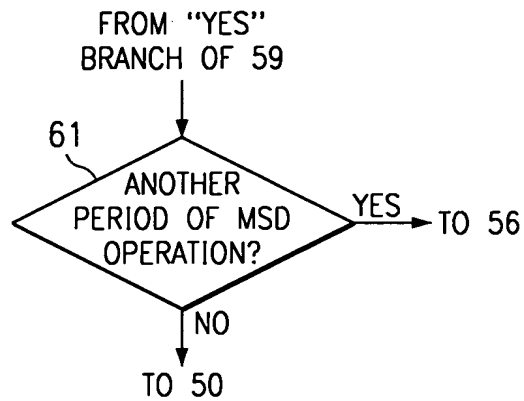 FROM "YES"
BRANCH OF 59
61
ANOTHER
PERIOD OF MSD
OPERATION?
YES
TO 56
NO
TO 50